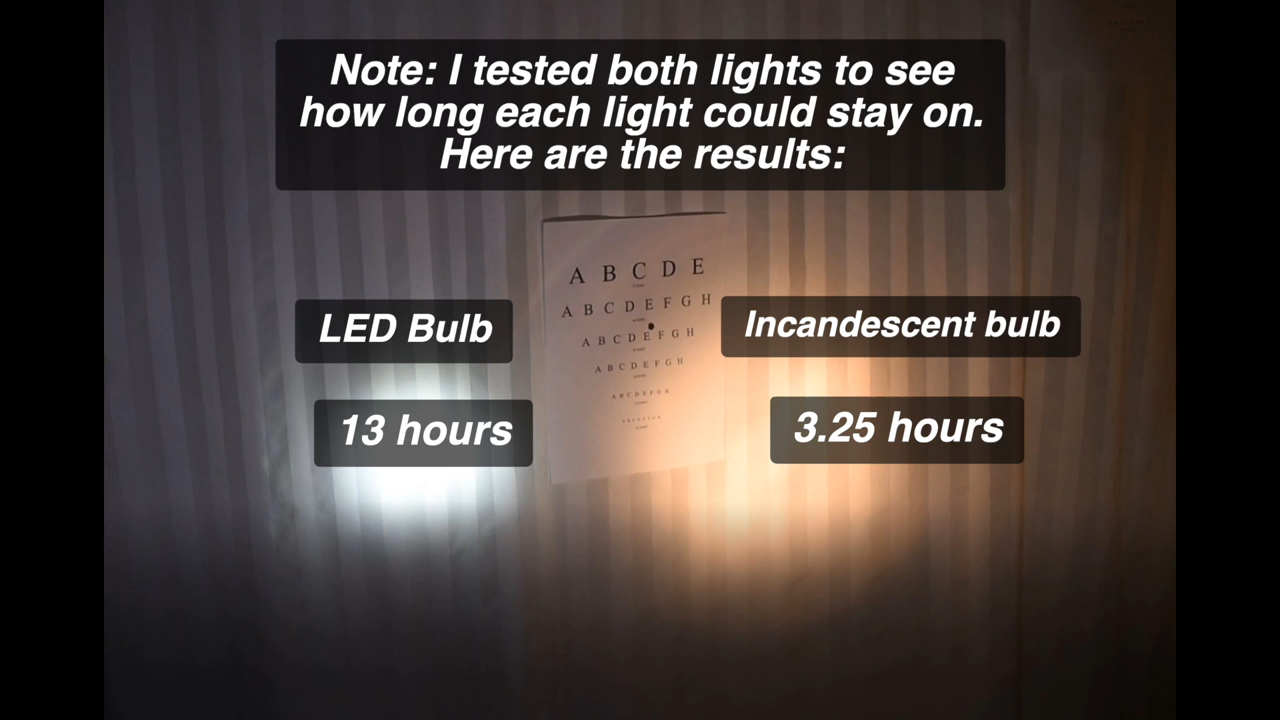 Note: I tested both lights to see
how long each light could stay on.
Here are the results:
A B C D E
A B C D E F G H
A B C D E F G H
A B C D E F G H
A B C D E F G H
LED Bulb
Incandescent bulb
13 hours
3.25 hours